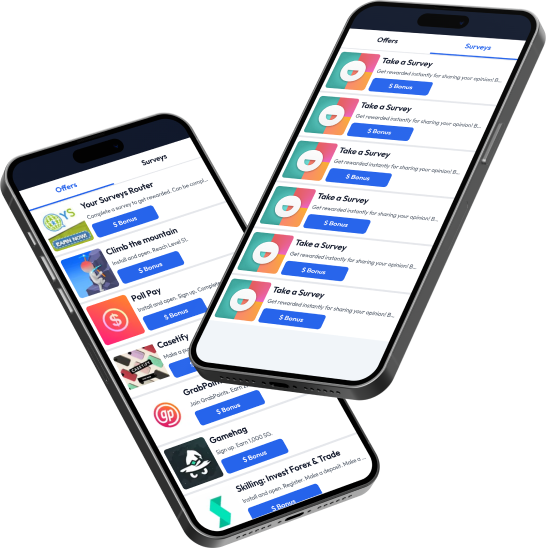 Offers
Surveys
Take a Survey
Get rewarded instantly for sharing your opinion! B...
$ Bonus
Take a Survey
Get rewarded instantly for sharing your opinion! B...
$ Bonus
Take a Survey
Get rewarded instantly for sharing your opinion! B...
$ Bonus
Take a Survey
Get rewarded instantly for sharing your opinion! B...
$ Bonus
Take a Survey
Get rewarded instantly for sharing your opinion! B...
$ Bonus
Take a Survey
Get rewarded instantly for sharing your opinion! B...
$ Bonus
Offers
Surveys
YS
EARN NOW!
Your Surveys Router
Complete a survey to get rewarded. Can be compl...
$ Bonus
Climb the mountain
Install and open. Reach Level 51.
$ Bonus
Poll Pay
Install and open. Sign up. Complete
$ Bonus
CASETIFY
Casetify
Make a
$
gp
GrabPoin
Join GrabPoints. Earn
$ Bonus
Gamehag
Sign up. Earn 1,000 SG.
$ Bonus
Skilling: Invest Forex & Trade
Install and open. Register. Make a deposit. Make a ...
$ Bonus